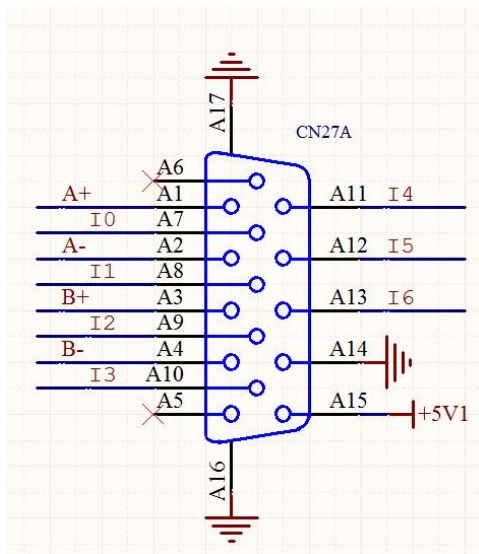 A17
CN27A
A6
A+ A1 A11 I4
I0 A7
A- A2 A12 I5
I1 A8
B+ A3 A13 I6
I2 A9
B- A4 A14
I3 A10
A5 A15 +5V1
A16